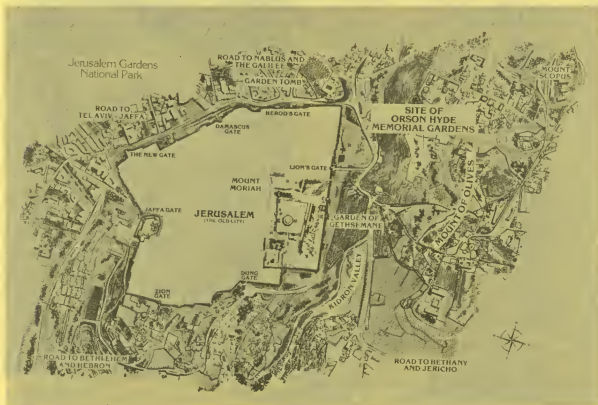 Jerusalem Gardens
National Park
ROAD TO NABLUS AND
THE GALILEE
GARDEN TOMB
MOUNT
SCOPUS
ROAD TO
TEL AVIV - JAFFA
HEROD'S GATE
DAMASCUS
GATE
SITE OF
ORSON HYDE
MEMORIAL GARDENS
THE NEW GATE
LION'S GATE
MOUNT
MORIAH
JAFFA GATE
JERUSALEM
(THE OLD CITY)
GARDEN OF
GETHSEMANE
MOUNT OF OLIVES
DUNG
GATE
ZION
GATE
KIDRON VALLEY
ROAD TO BETHLEHEM
AND HEBRON
ROAD TO BETHANY
AND JERICHO